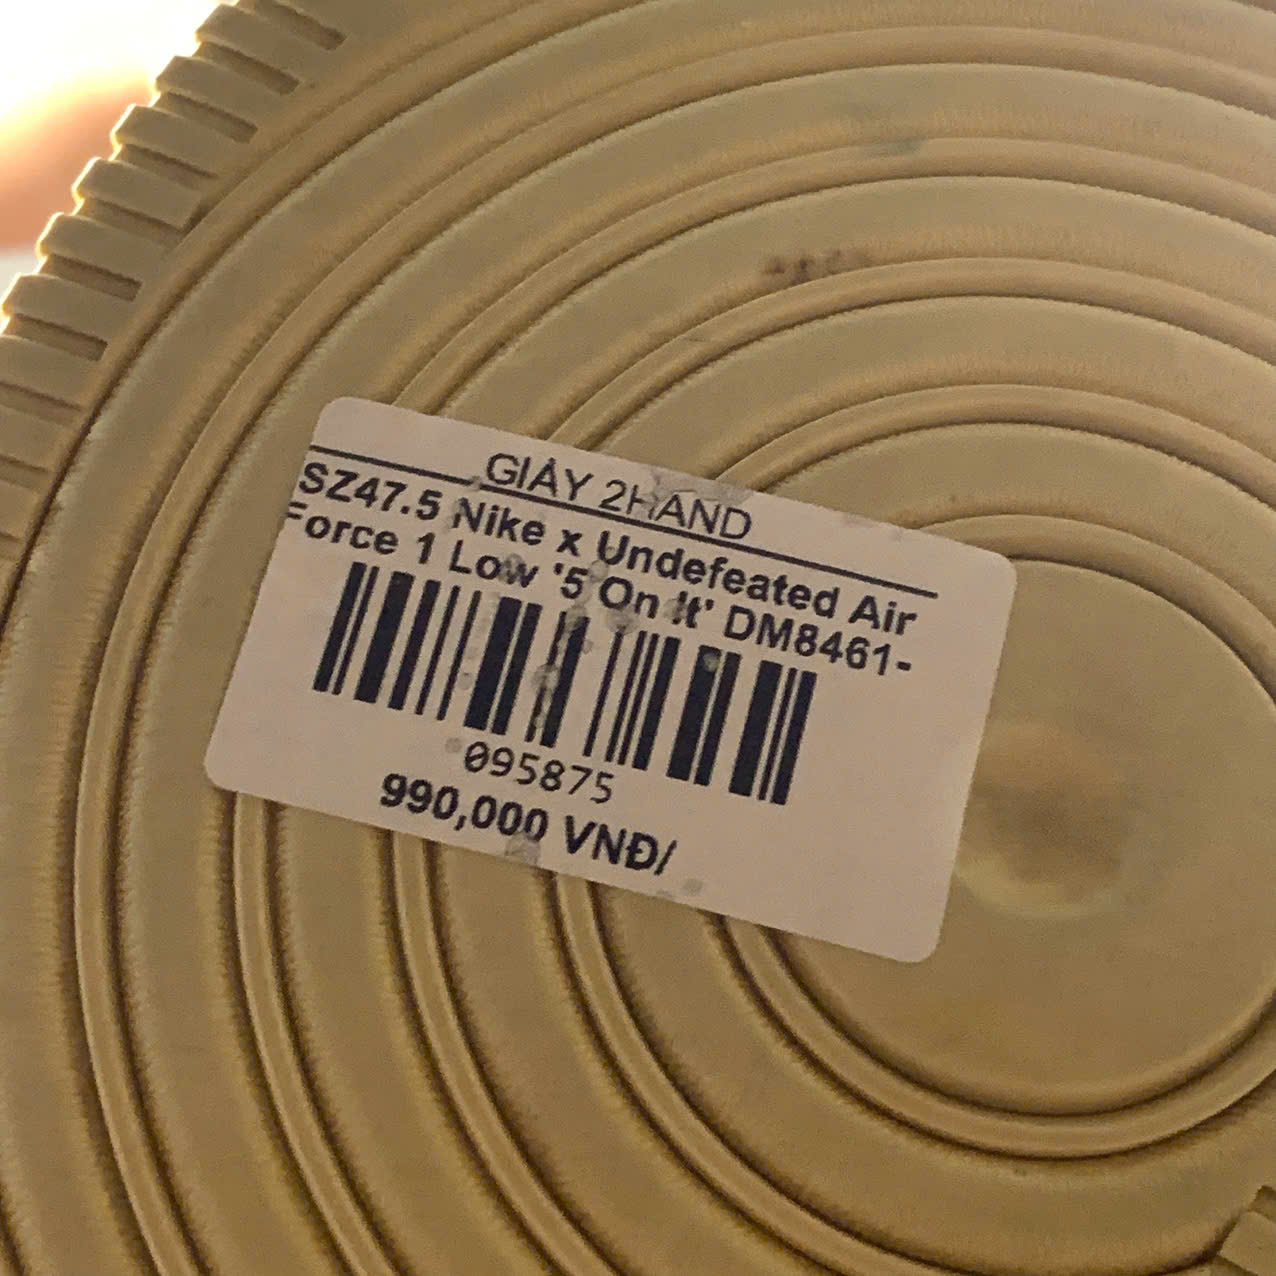 GIÀY 2HAND
SZ47.5 Nike x Undefeated Air
Force 1 Low '5 On It' DM8461-
095875
990,000 VNĐ/